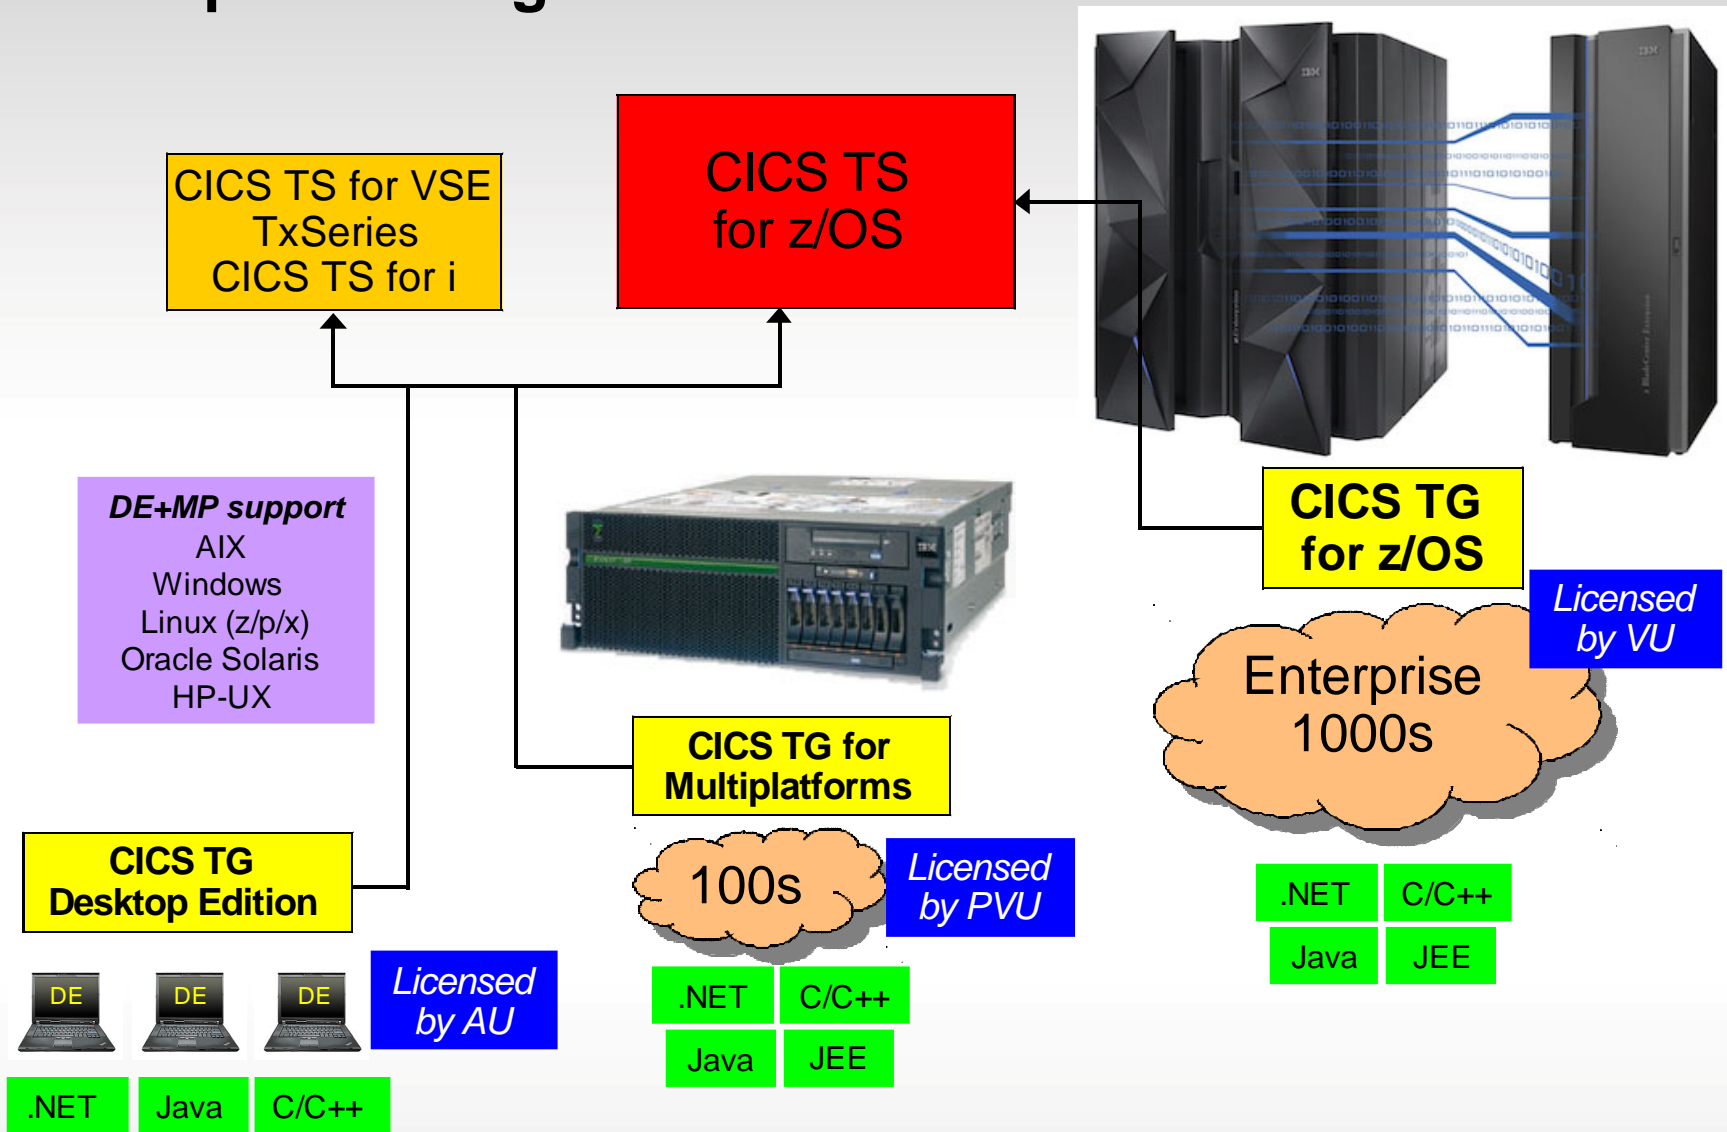 CICS TS for VSE
TxSeries
CICS TS for i
CICS TS
for z/OS
IBM
IBM
DE+MP support
AIX
Windows
Linux (z/p/x)
Oracle Solaris
HP-UX
IBM
CICS TG
for z/OS
Licensed
by VU
Enterprise
1000s
CICS TG for
Multiplatforms
CICS TG
Desktop Edition
100s
Licensed
by PVU
.NET
C/C++
Java
JEE
DE
DE
DE
Licensed
by AU
.NET
C/C++
Java
JEE
.NET
Java
C/C++